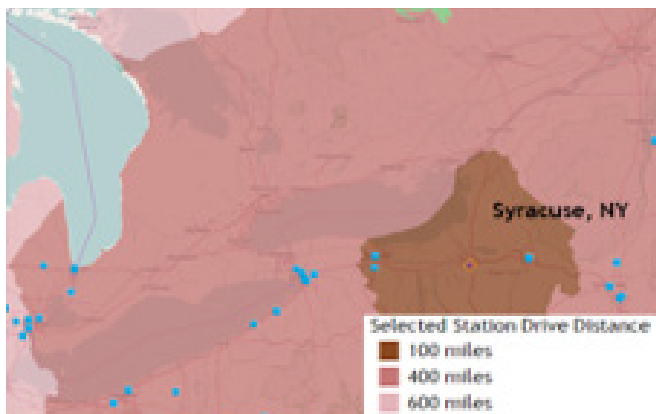 Syracuse, NY
Selected Station Drive Distance
100 miles
400 miles
600 miles